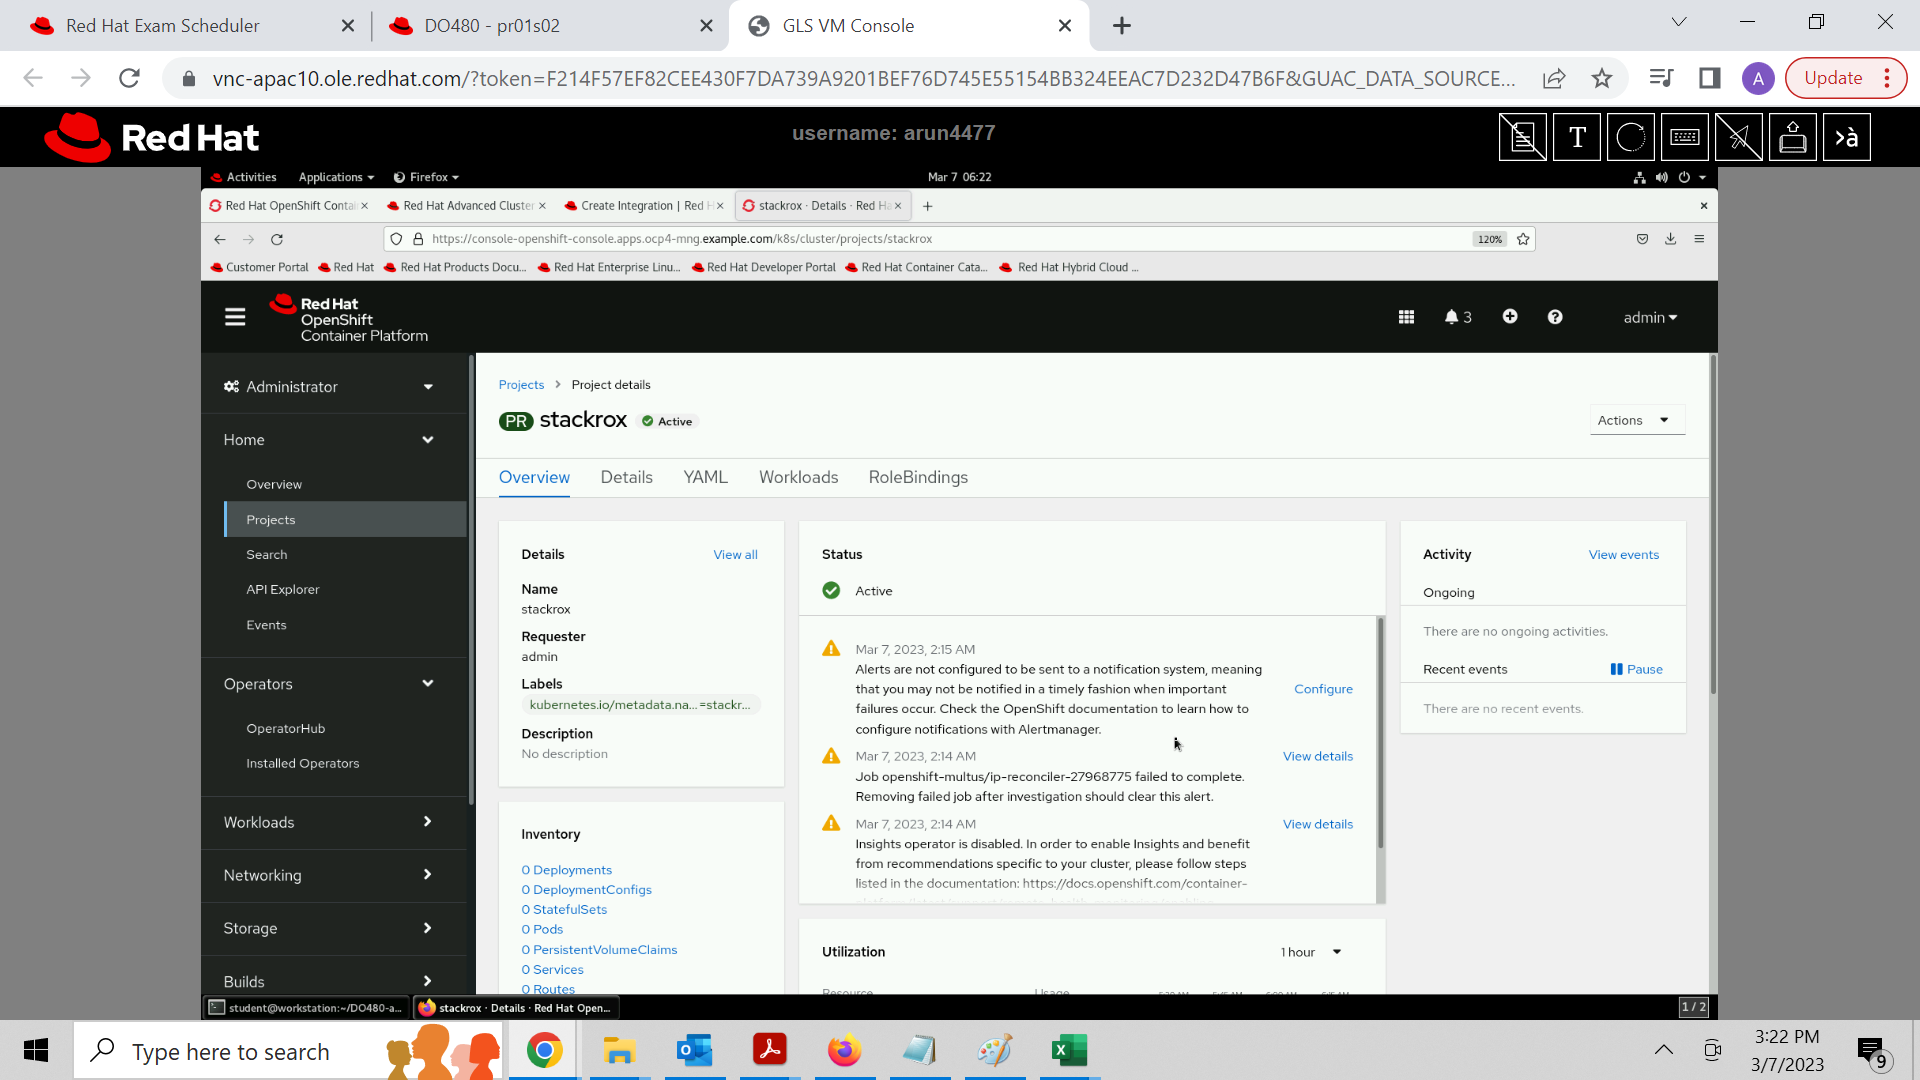 Red Hat Exam Scheduler
DO480 - pr01s02
GLS VM Console
vnc-apac10.ole.redhat.com/?token=F214F57EF82CEE430F7DA739A9201BEF76D745E55154BB324EEAC7D232D47B6F&GUAC_DATA_SOURCE...
A
Update
Red Hat
username: arun4477
T
›à
Activities
Applications
Firefox
Mar 7 06:22
Red Hat OpenShift Contai
Red Hat Advanced Cluster
Create Integration | Red H
stackrox · Details · Red Ha
https://console-openshift-console.apps.ocp4-mng.example.com/k8s/cluster/projects/stackrox
120%
Customer Portal
Red Hat
Red Hat Products Docu...
Red Hat Enterprise Linu...
Red Hat Developer Portal
Red Hat Container Cata...
Red Hat Hybrid Cloud ...
Red Hat
OpenShift
Container Platform
3
admin
Administrator
Home
Overview
Projects
Search
API Explorer
Events
Operators
OperatorHub
Installed Operators
Workloads
Networking
Storage
Builds
Projects > Project details
PR stackrox Active
Actions
Overview
Details
YAML
Workloads
RoleBindings
Details
View all
Name
stackrox
Requester
admin
Labels
kubernetes.io/metadata.na... =stackr...
Description
No description
Inventory
0 Deployments
0 DeploymentConfigs
0 StatefulSets
0 Pods
0 PersistentVolumeClaims
0 Services
0 Routes
Status
Active
Mar 7, 2023, 2:15 AM
Alerts are not configured to be sent to a notification system, meaning
that you may not be notified in a timely fashion when important
failures occur. Check the OpenShift documentation to learn how to
configure notifications with Alertmanager.
Configure
Mar 7, 2023, 2:14 AM
View details
Job openshift-multus/ip-reconciler-27968775 failed to complete.
Removing failed job after investigation should clear this alert.
Mar 7, 2023, 2:14 AM
View details
Insights operator is disabled. In order to enable Insights and benefit
from recommendations specific to your cluster, please follow steps
listed in the documentation: https://docs.openshift.com/container-
Utilization
1 hour
Resource
Usage
Activity
View events
Ongoing
There are no ongoing activities.
Recent events
Pause
There are no recent events.
student@workstation:~/DO480-a...
stackrox · Details · Red Hat Open...
1 / 2
Type here to search
3:22 PM
3/7/2023
9